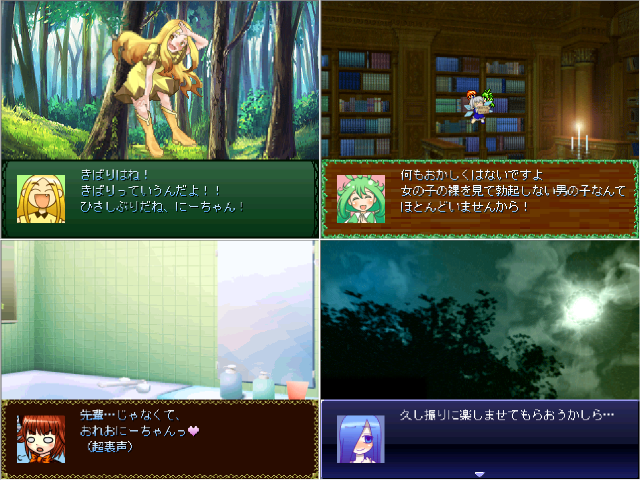 きばりはね！
きばりっていうんだよ！！
ひさしぶりだね、にーちゃん！
何もおかしくはないですよ
女の子の裸を見て勃起しない男の子なんて
ほとんどいませんから！
先輩…じゃなくて、
おれおにーちゃんっ
（超裏声）
久し振りに楽しませてもらおうかしら…